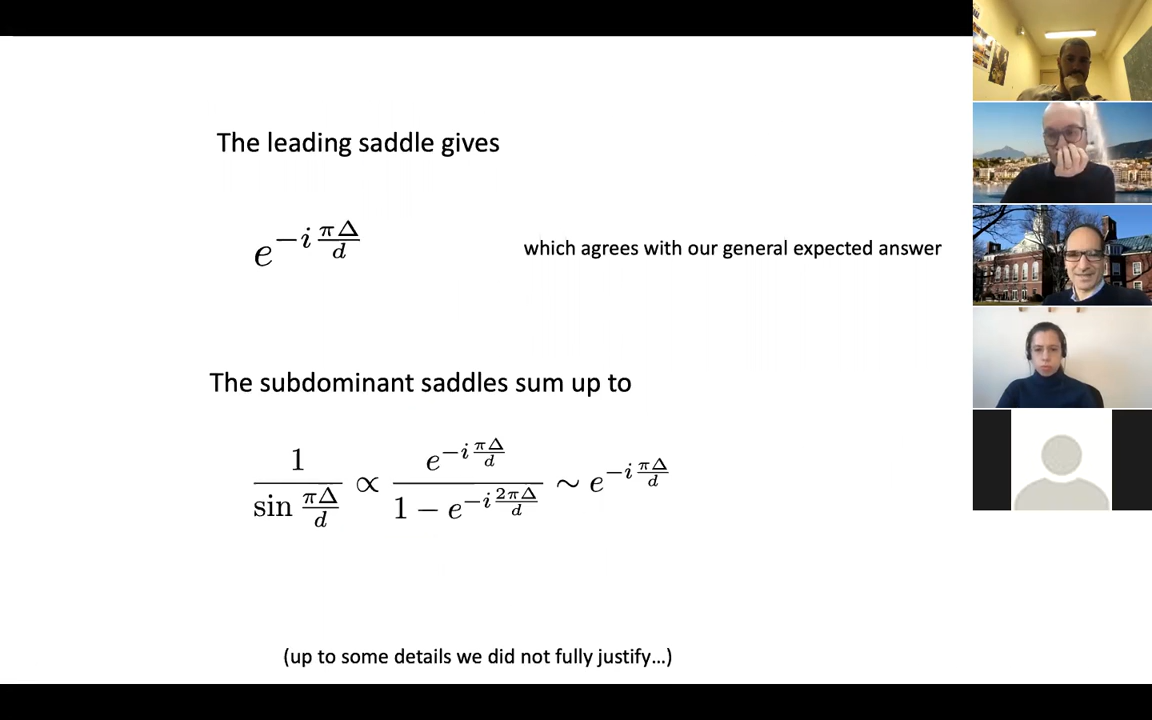 The leading saddle gives
$e^{-i\frac{\pi\Delta}{d}}$ which agrees with our general expected answer
The subdominant saddles sum up to
$\frac{1}{\sin\frac{\pi\Delta}{d}} \propto \frac{e^{-i\frac{\pi\Delta}{d}}}{1-e^{-i\frac{2\pi\Delta}{d}}} \sim e^{-i\frac{\pi\Delta}{d}}$
(up to some details we did not fully justify…)